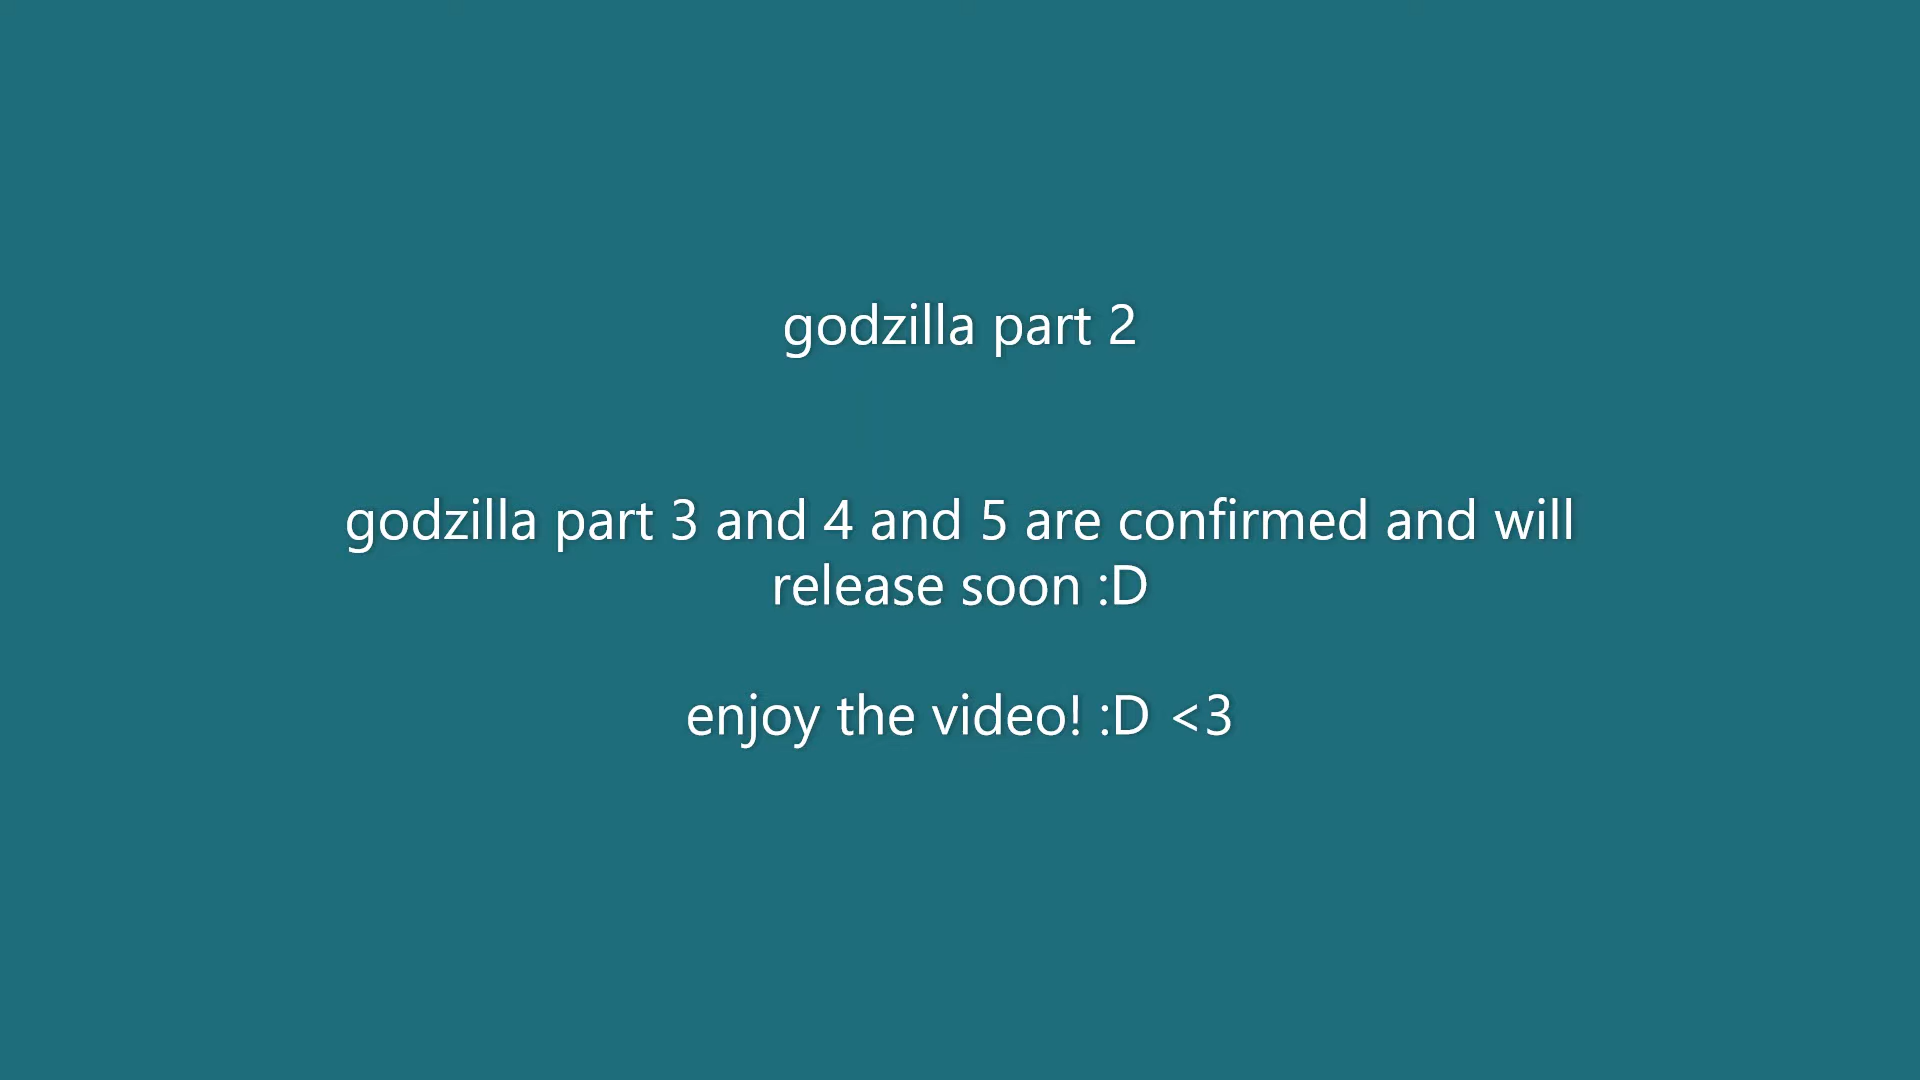 godzilla part 2
godzilla part 3 and 4 and 5 are confirmed and will
release soon :D
enjoy the video! :D <3